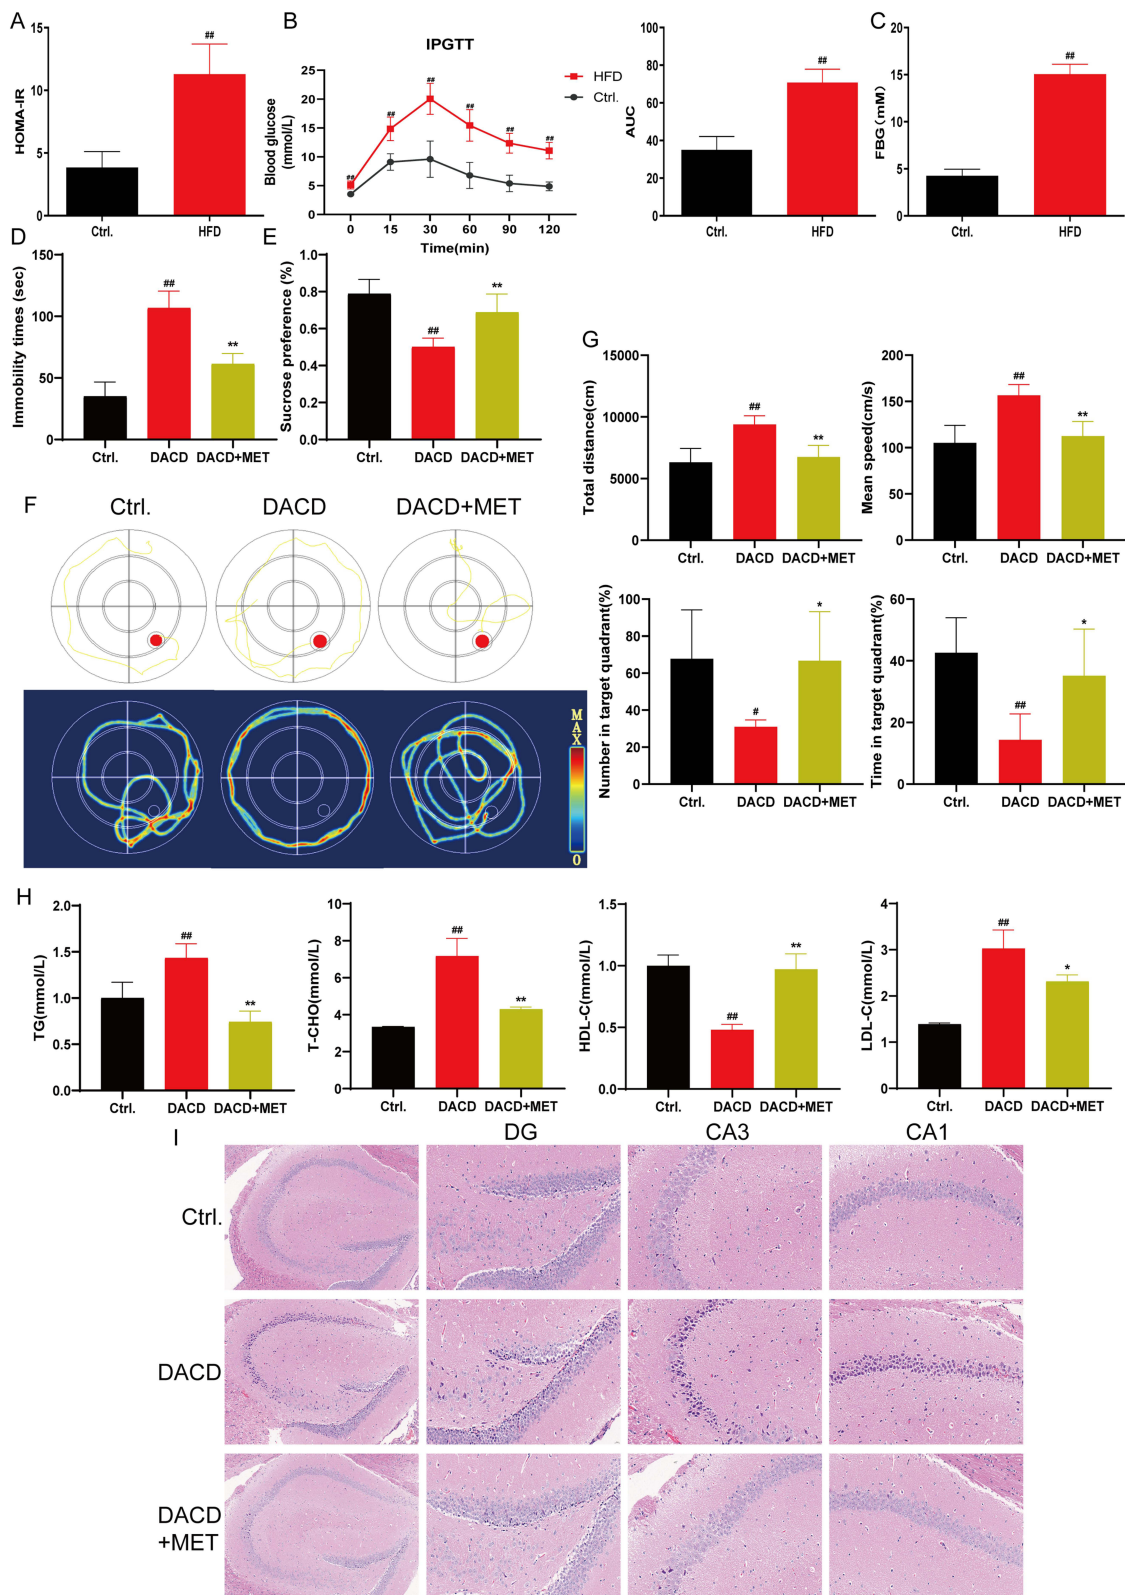 A
HOMA-IR
15
10
5
0
##
Ctrl.
HFD
B
IPGTT
Blood glucose
(mmol/L)
25
20
15
10
5
0
##
##
##
##
##
##
0
15
30
60
90
120
Time(min)
HFD
Ctrl.
AUC
100
80
60
40
20
0
##
Ctrl.
HFD
C
FBG (mM)
20
15
10
5
0
##
Ctrl.
HFD
D
Immobility times (sec)
150
100
50
0
##
**
Ctrl.
DACD
DACD+MET
E
Sucrose preference (%)
1.0
0.8
0.6
0.4
0.2
0.0
##
**
Ctrl.
DACD
DACD+MET
F
Ctrl.
DACD
DACD+MET
MAX
0
G
Total distance(cm)
15000
10000
5000
0
##
**
Ctrl.
DACD
DACD+MET
Mean speed(cm/s)
200
150
100
50
0
##
**
Ctrl.
DACD
DACD+MET
Number in target quadrant(%)
100
80
60
40
20
0
#
*
Ctrl.
DACD
DACD+MET
Time in target quadrant(%)
60
40
20
0
##
*
Ctrl.
DACD
DACD+MET
H
TG(mmol/L)
2.0
1.5
1.0
0.5
0.0
##
**
Ctrl.
DACD
DACD+MET
T-CHO(mmol/L)
10
8
6
4
2
0
##
**
Ctrl.
DACD
DACD+MET
HDL-C(mmol/L)
1.5
1.0
0.5
0.0
##
**
Ctrl.
DACD
DACD+MET
LDL-C(mmol/L)
4
3
2
1
0
##
*
Ctrl.
DACD
DACD+MET
I
DG
CA3
CA1
Ctrl.
DACD
DACD
+MET